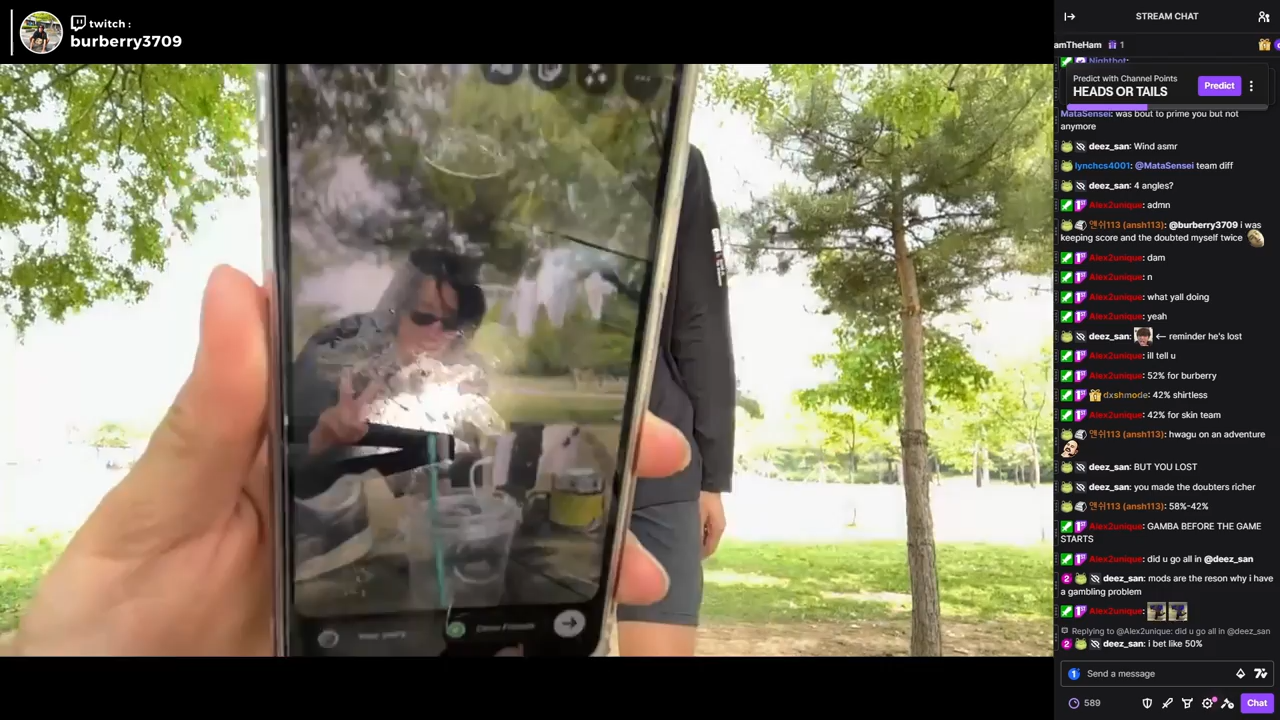 twitch :
burberry3709
STREAM CHAT
amTheHam 1
Nightbot:
Predict with Channel Points
HEADS OR TAILS
Predict
MataSensei: was bout to prime you but not
anymore
deez_san: Wind asmr
lynchcs4001: @MataSensei team diff
deez_san: 4 angles?
Alex2unique: admn
맨쉬113 (ansh113): @burberry3709 i was
keeping score and the doubted myself twice
Alex2unique: dam
Alex2unique: n
Alex2unique: what yall doing
Alex2unique: yeah
deez_san: <— reminder he's lost
Alex2unique: ill tell u
Alex2unique: 52% for burberry
dxshmode: 42% shirtless
Alex2unique: 42% for skin team
맨쉬113 (ansh113): hwagu on an adventure
deez_san: BUT YOU LOST
deez_san: you made the doubters richer
맨쉬113 (ansh113): 58%-42%
Alex2unique: GAMBA BEFORE THE GAME
STARTS
Alex2unique: did u go all in @deez_san
2 deez_san: mods are the reson why i have
a gambling problem
Alex2unique:
Replying to @Alex2unique: did u go all in @deez_san
2 deez_san: i bet like 50%
1 Send a message
589
Chat